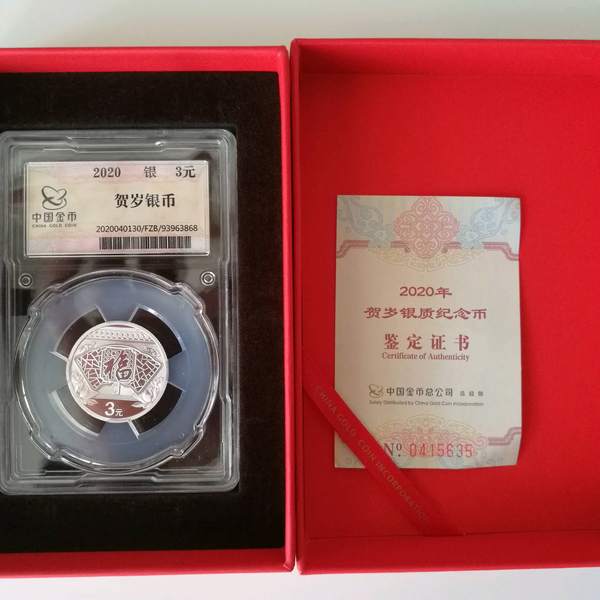 2020 银 3元
中国金币
CHINA GOLD COIN
贺岁银币
2020040130/FZB/93963868
福
3元
2020年
贺岁银质纪念币
鉴定证书
Certificate of Authenticity
中国金币总公司 总经销
Solely Distributed by China Gold Coin Incorporation
No. 0415635
CHINA GOLD COIN INCORPORATION